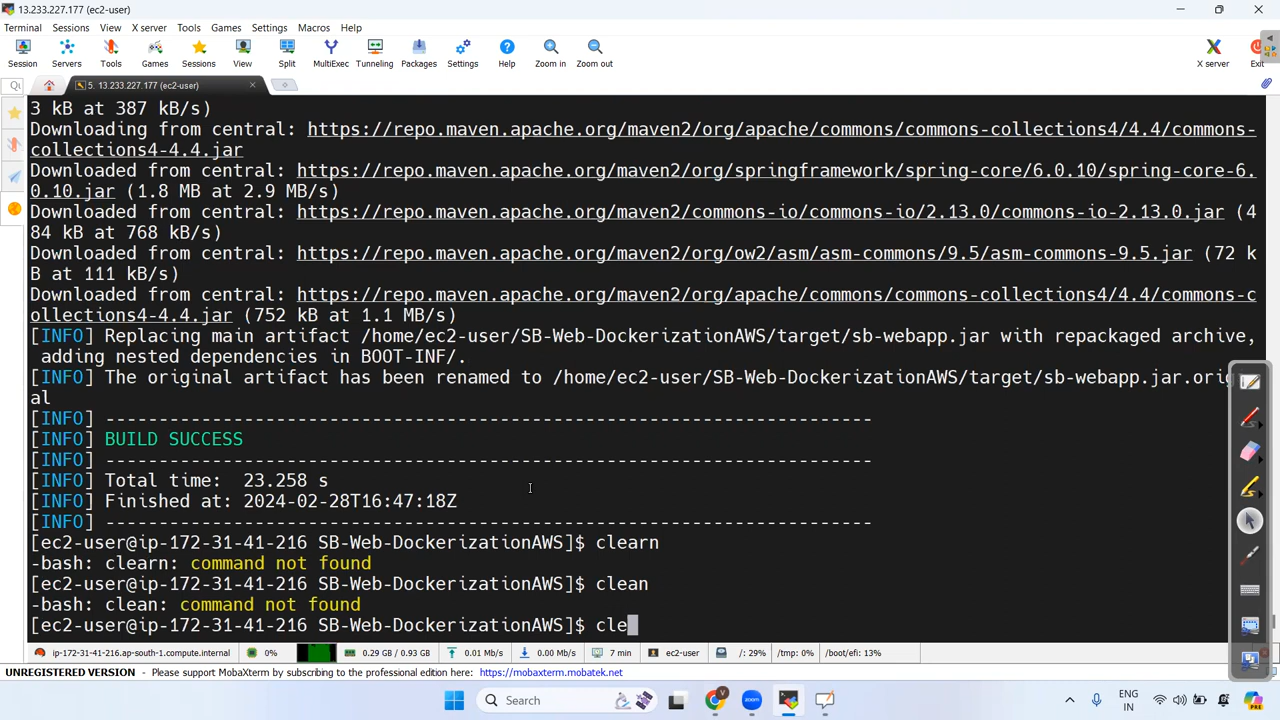 13.233.227.177 (ec2-user)
Terminal Sessions View X server Tools Games Settings Macros Help
Session Servers Tools Games Sessions View Split MultiExec Tunneling Packages Settings Help Zoom in Zoom out X server Exit
5. 13.233.227.177 (ec2-user)
3 kB at 387 kB/s)
Downloading from central: https://repo.maven.apache.org/maven2/org/apache/commons/commons-collections4/4.4/commons-
collections4-4.4.jar
Downloaded from central: https://repo.maven.apache.org/maven2/org/springframework/spring-core/6.0.10/spring-core-6.
0.10.jar (1.8 MB at 2.9 MB/s)
Downloaded from central: https://repo.maven.apache.org/maven2/commons-io/commons-io/2.13.0/commons-io-2.13.0.jar (4
84 kB at 768 kB/s)
Downloaded from central: https://repo.maven.apache.org/maven2/org/ow2/asm/asm-commons/9.5/asm-commons-9.5.jar (72 k
B at 111 kB/s)
Downloaded from central: https://repo.maven.apache.org/maven2/org/apache/commons/commons-collections4/4.4/commons-c
ollections4-4.4.jar (752 kB at 1.1 MB/s)
[INFO] Replacing main artifact /home/ec2-user/SB-Web-DockerizationAWS/target/sb-webapp.jar with repackaged archive,
adding nested dependencies in BOOT-INF/.
[INFO] The original artifact has been renamed to /home/ec2-user/SB-Web-DockerizationAWS/target/sb-webapp.jar.orig
al
[INFO] ------------------------------------------------------------------------
[INFO] BUILD SUCCESS
[INFO] ------------------------------------------------------------------------
[INFO] Total time:  23.258 s
[INFO] Finished at: 2024-02-28T16:47:18Z
[INFO] ------------------------------------------------------------------------
[ec2-user@ip-172-31-41-216 SB-Web-DockerizationAWS]$ clearn
-bash: clearn: command not found
[ec2-user@ip-172-31-41-216 SB-Web-DockerizationAWS]$ clean
-bash: clean: command not found
[ec2-user@ip-172-31-41-216 SB-Web-DockerizationAWS]$ cle
ip-172-31-41-216.ap-south-1.compute.internal 0% 0.29 GB / 0.93 GB 0.01 Mb/s 0.00 Mb/s 7 min ec2-user /: 29% /tmp: 0% /boot/efi: 13%
UNREGISTERED VERSION - Please support MobaXterm by subscribing to the professional edition here: https://mobaxterm.mobatek.net
Search ENG
IN